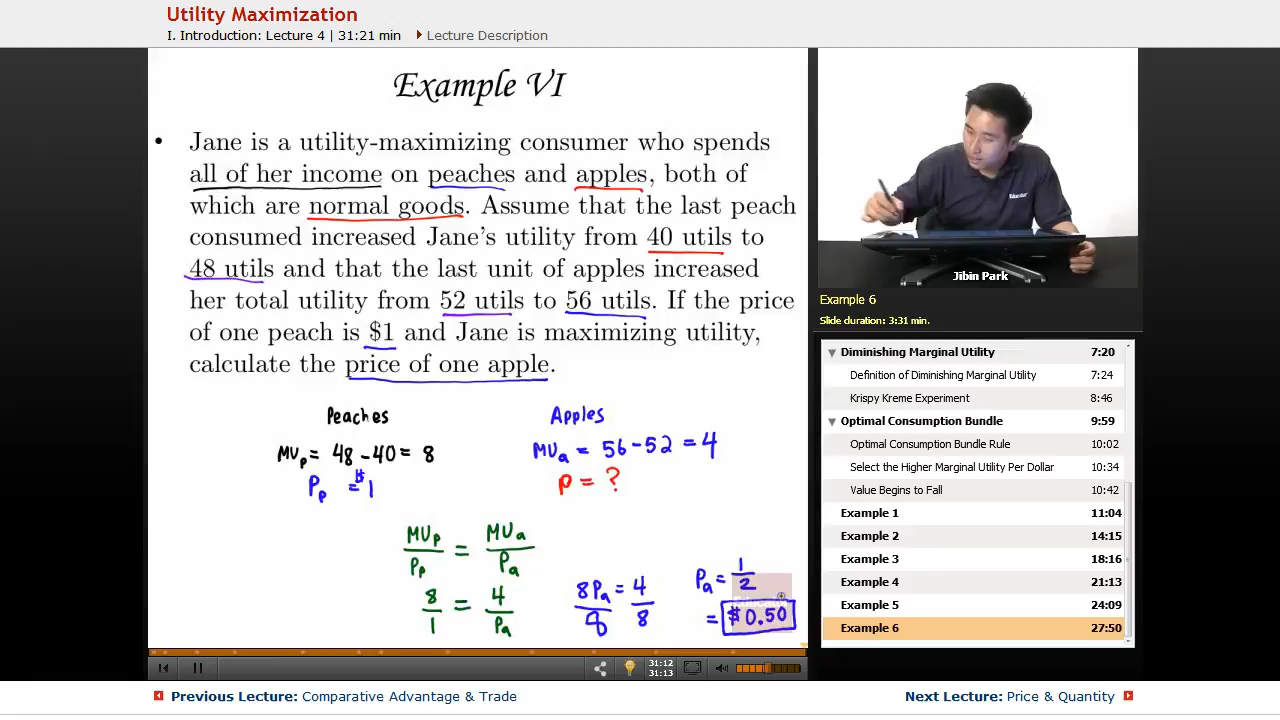 Utility Maximization
I. Introduction: Lecture 4 | 31:21 min Lecture Description
Example VI
• Jane is a utility-maximizing consumer who spends
all of her income on peaches and apples, both of
which are normal goods. Assume that the last peach
consumed increased Jane's utility from 40 utils to
48 utils and that the last unit of apples increased
her total utility from 52 utils to 56 utils. If the price
of one peach is $1 and Jane is maximizing utility,
calculate the price of one apple.
Peaches
MUp = 48 - 40 = 8
Pp = $1
Apples
MUa = 56 - 52 = 4
P = ?
MUp/Pp = MUa/Pa
8/1 = 4/Pa
8Pa/8 = 4/8
Pa = 1/2
= $0.50
Educator
Jibin Park
Example 6
Slide duration: 3:31 min.
Diminishing Marginal Utility 7:20
Definition of Diminishing Marginal Utility 7:24
Krispy Kreme Experiment 8:46
Optimal Consumption Bundle 9:59
Optimal Consumption Bundle Rule 10:02
Select the Higher Marginal Utility Per Dollar 10:34
Value Begins to Fall 10:42
Example 1 11:04
Example 2 14:15
Example 3 18:16
Example 4 21:13
Example 5 24:09
Example 6 27:50
31:12
31:13
Previous Lecture: Comparative Advantage & Trade
Next Lecture: Price & Quantity